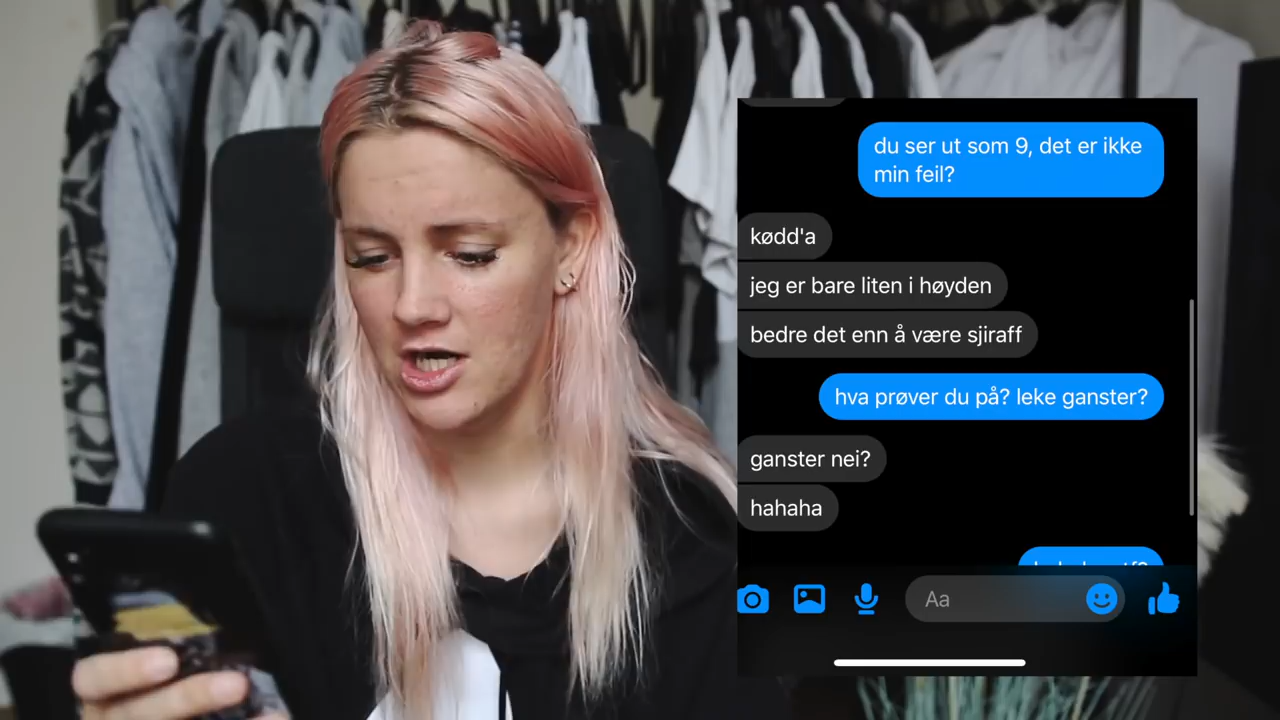 du ser ut som 9, det er ikke
min feil?
kødd'a
jeg er bare liten i høyden
bedre det enn å være sjiraff
hva prøver du på? leke ganster?
ganster nei?
hahaha
Aa